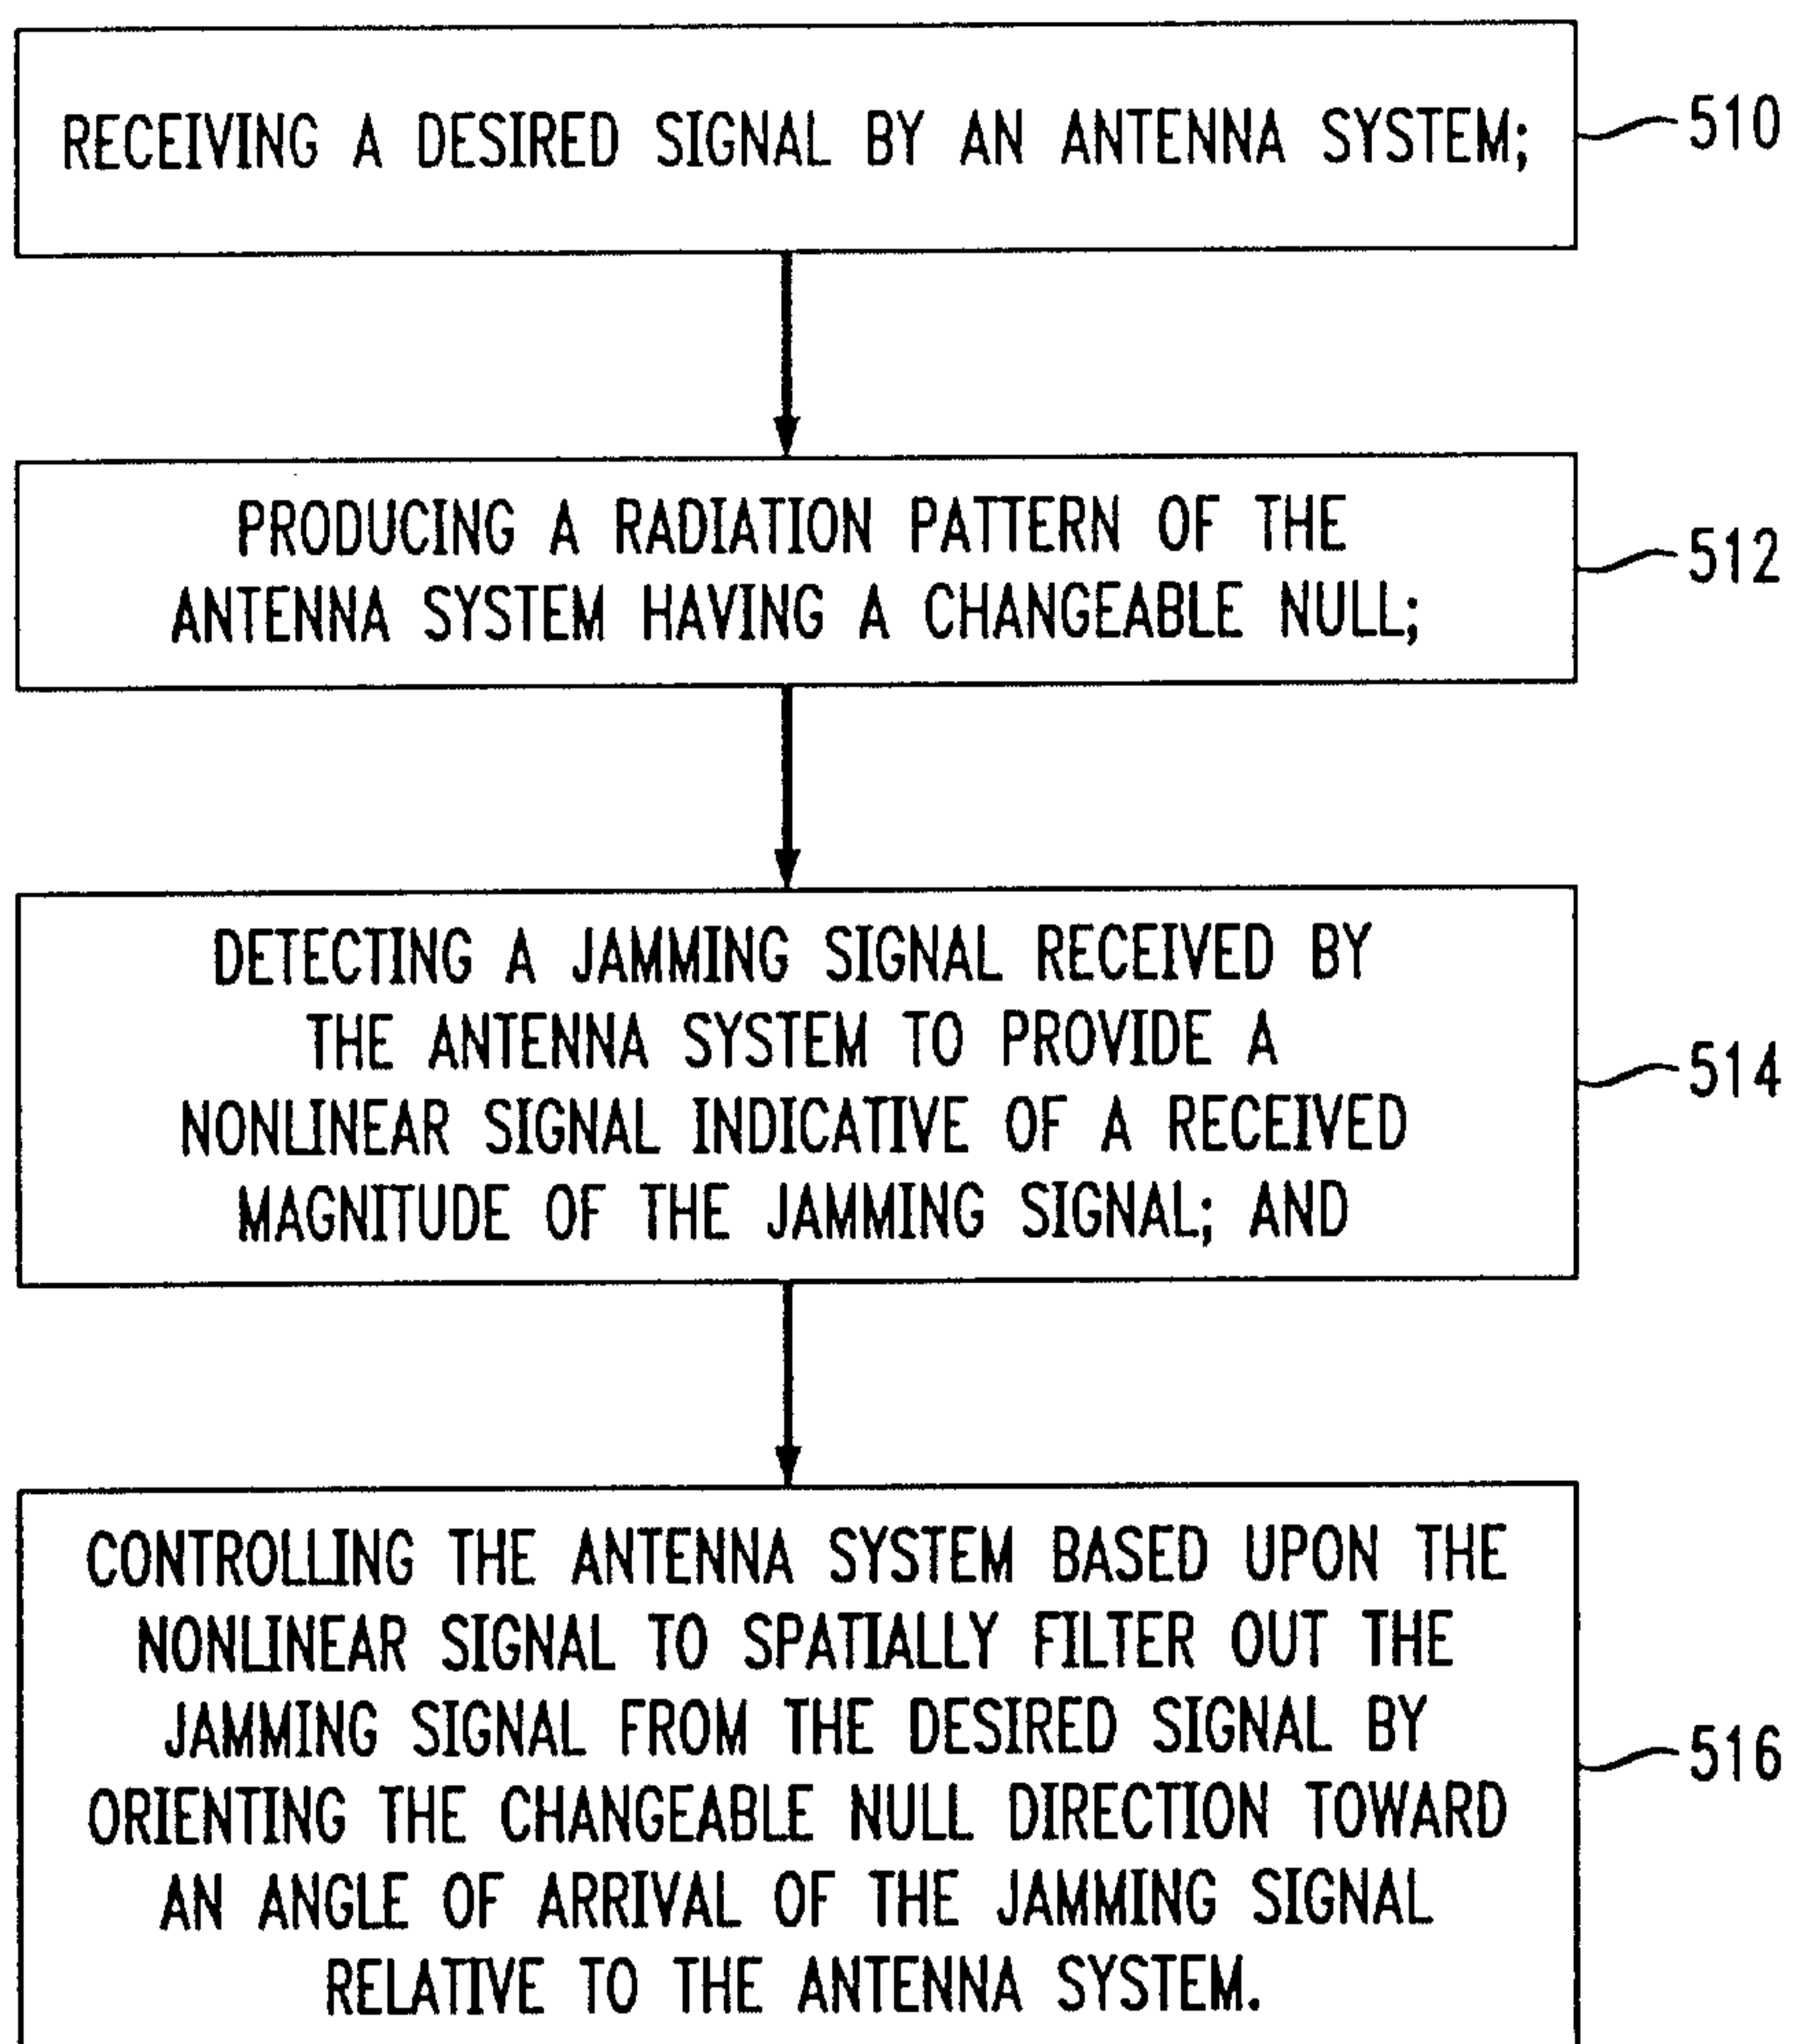 RECEIVING A DESIRED SIGNAL BY AN ANTENNA SYSTEM;
510
PRODUCING A RADIATION PATTERN OF THE
ANTENNA SYSTEM HAVING A CHANGEABLE NULL;
512
DETECTING A JAMMING SIGNAL RECEIVED BY
THE ANTENNA SYSTEM TO PROVIDE A
NONLINEAR SIGNAL INDICATIVE OF A RECEIVED
MAGNITUDE OF THE JAMMING SIGNAL; AND
514
CONTROLLING THE ANTENNA SYSTEM BASED UPON THE
NONLINEAR SIGNAL TO SPATIALLY FILTER OUT THE
JAMMING SIGNAL FROM THE DESIRED SIGNAL BY
ORIENTING THE CHANGEABLE NULL DIRECTION TOWARD
AN ANGLE OF ARRIVAL OF THE JAMMING SIGNAL
RELATIVE TO THE ANTENNA SYSTEM.
516